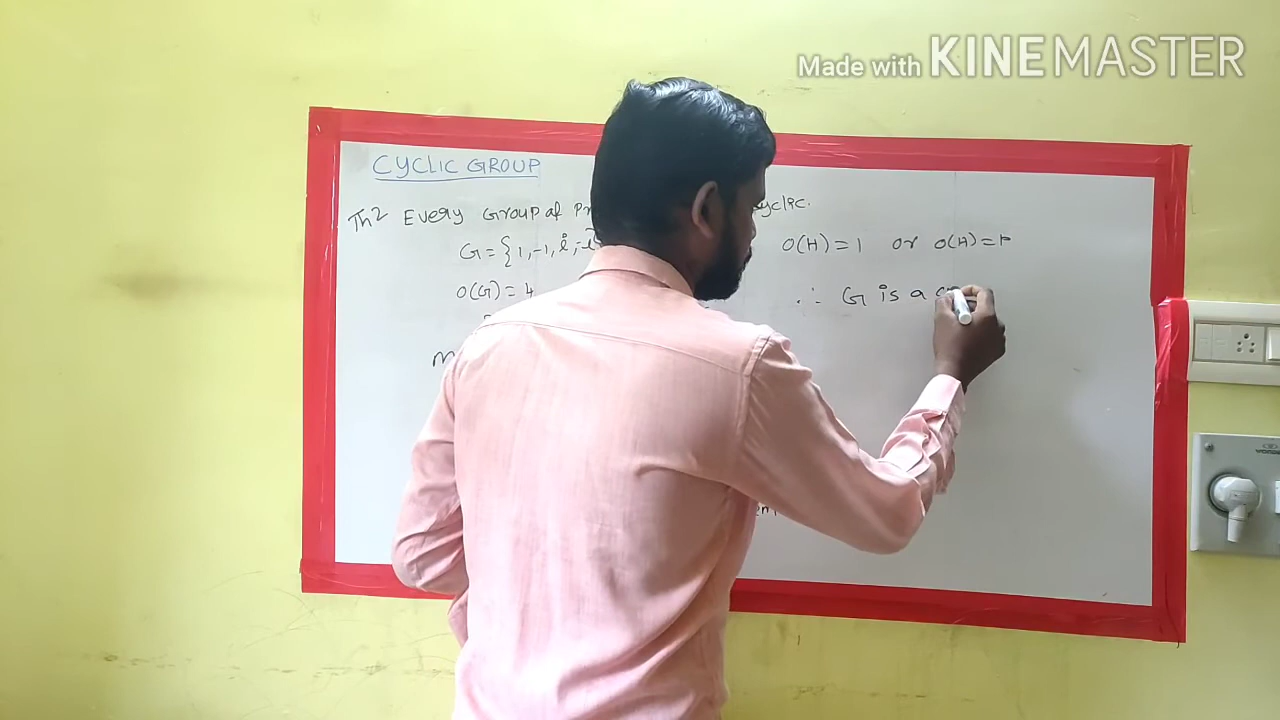 Made with KINEMASTER
CYCLIC GROUP
Th 2 Every Group of Pr yclic.
G = {1, -1, i, -i
O(G) = 4
O(H) = 1 or O(H) = P
∴ G is a